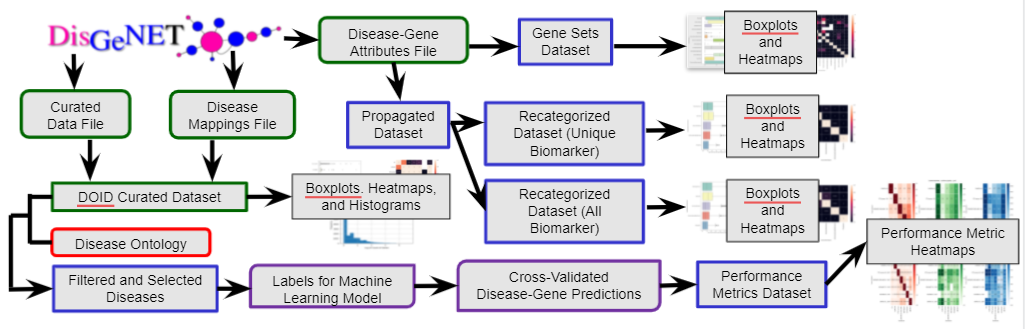 DisGeNET
Disease-Gene
Attributes File
Gene Sets
Dataset
Boxplots
and
Heatmaps
Curated
Data File
Disease
Mappings File
Propagated
Dataset
Recategorized
Dataset (Unique
Biomarker)
Boxplots
and
Heatmaps
DOID Curated Dataset
Boxplots. Heatmaps,
and Histograms
Recategorized
Dataset (All
Biomarker)
Boxplots
and
Heatmaps
Performance Metric
Heatmaps
Disease Ontology
Filtered and Selected
Diseases
Labels for Machine
Learning Model
Cross-Validated
Disease-Gene Predictions
Performance
Metrics Dataset